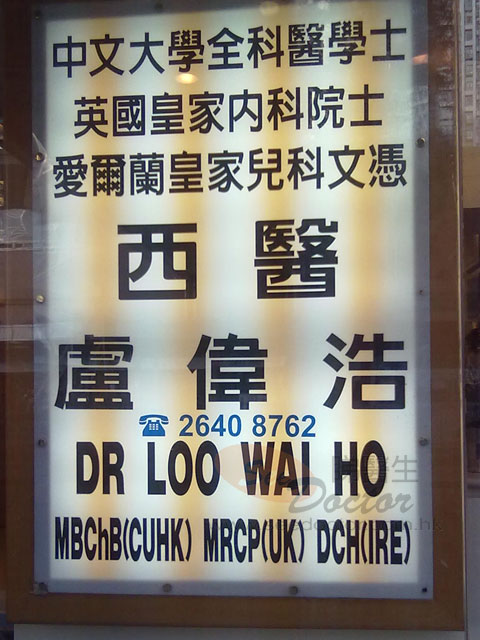 中文大學全科醫學士
英國皇家內科院士
愛爾蘭皇家兒科文憑
西醫
盧偉浩
☎ 2640 8762
DR LOO WAI HO
MBChB(CUHK) MRCP(UK) DCH(IRE)
Doctor